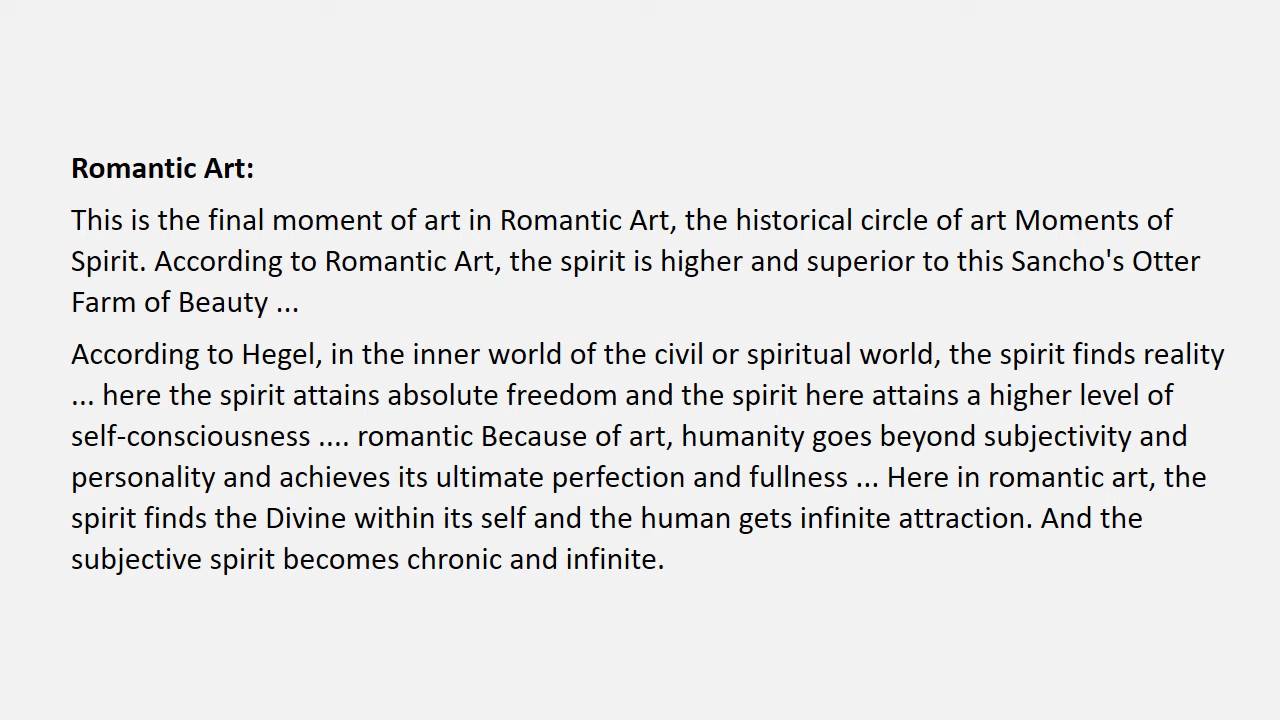 Romantic Art:
This is the final moment of art in Romantic Art, the historical circle of art Moments of
Spirit. According to Romantic Art, the spirit is higher and superior to this Sancho's Otter
Farm of Beauty ...
According to Hegel, in the inner world of the civil or spiritual world, the spirit finds reality
... here the spirit attains absolute freedom and the spirit here attains a higher level of
self-consciousness .... romantic Because of art, humanity goes beyond subjectivity and
personality and achieves its ultimate perfection and fullness ... Here in romantic art, the
spirit finds the Divine within its self and the human gets infinite attraction. And the
subjective spirit becomes chronic and infinite.